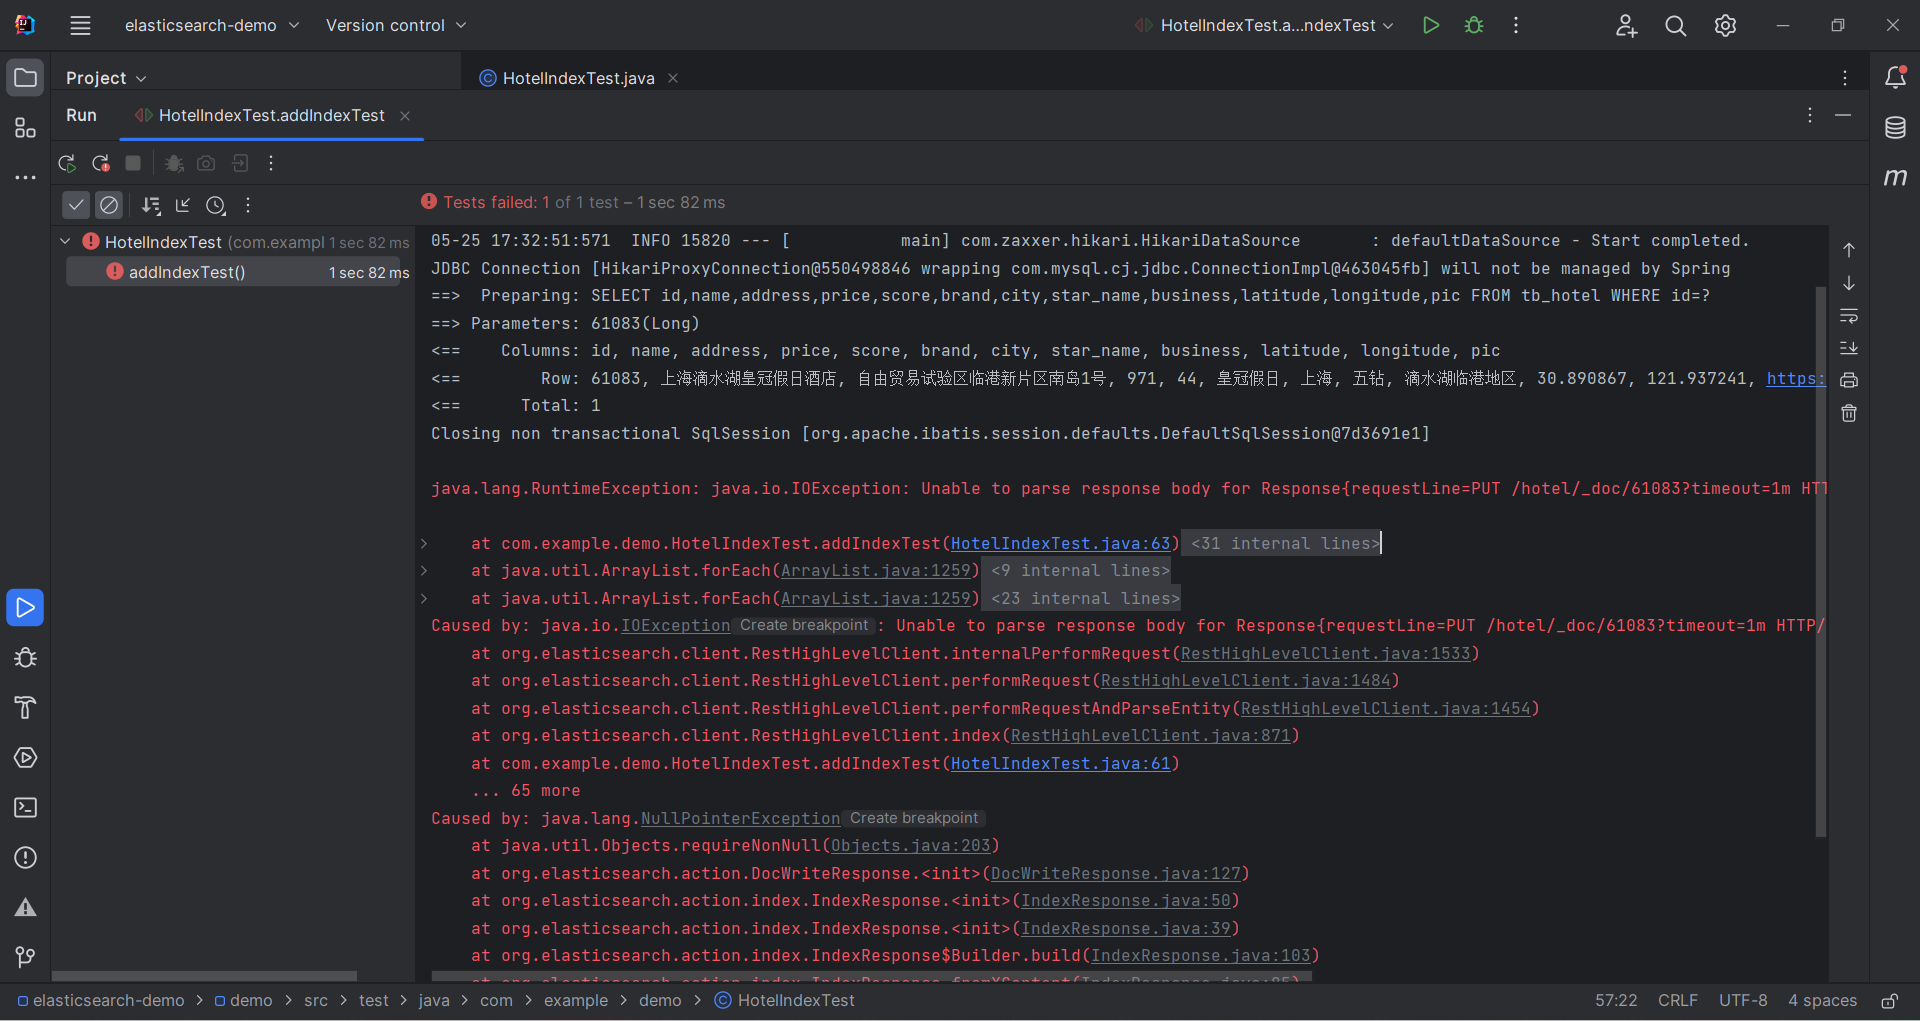 elasticsearch-demo Version control HotelIndexTest.a...ndexTest
Project HotelIndexTest.java
Run HotelIndexTest.addIndexTest
Tests failed: 1 of 1 test – 1 sec 82 ms
HotelIndexTest (com.exampl 1 sec 82 ms
addIndexTest() 1 sec 82 ms
05-25 17:32:51:571  INFO 15820 --- [           main] com.zaxxer.hikari.HikariDataSource       : defaultDataSource - Start completed.
JDBC Connection [HikariProxyConnection@550498846 wrapping com.mysql.cj.jdbc.ConnectionImpl@463045fb] will not be managed by Spring
==>  Preparing: SELECT id,name,address,price,score,brand,city,star_name,business,latitude,longitude,pic FROM tb_hotel WHERE id=?
==> Parameters: 61083(Long)
<==    Columns: id, name, address, price, score, brand, city, star_name, business, latitude, longitude, pic
<==        Row: 61083, 上海滴水湖皇冠假日酒店, 自由贸易试验区临港新片区南岛1号, 971, 44, 皇冠假日, 上海, 五钻, 滴水湖临港地区, 30.890867, 121.937241, https:
<==      Total: 1
Closing non transactional SqlSession [org.apache.ibatis.session.defaults.DefaultSqlSession@7d3691e1]
java.lang.RuntimeException: java.io.IOException: Unable to parse response body for Response{requestLine=PUT /hotel/_doc/61083?timeout=1m HTT
at com.example.demo.HotelIndexTest.addIndexTest(HotelIndexTest.java:63) <31 internal lines>
at java.util.ArrayList.forEach(ArrayList.java:1259) <9 internal lines>
at java.util.ArrayList.forEach(ArrayList.java:1259) <23 internal lines>
Caused by: java.io.IOException Create breakpoint : Unable to parse response body for Response{requestLine=PUT /hotel/_doc/61083?timeout=1m HTTP/
at org.elasticsearch.client.RestHighLevelClient.internalPerformRequest(RestHighLevelClient.java:1533)
at org.elasticsearch.client.RestHighLevelClient.performRequest(RestHighLevelClient.java:1484)
at org.elasticsearch.client.RestHighLevelClient.performRequestAndParseEntity(RestHighLevelClient.java:1454)
at org.elasticsearch.client.RestHighLevelClient.index(RestHighLevelClient.java:871)
at com.example.demo.HotelIndexTest.addIndexTest(HotelIndexTest.java:61)
... 65 more
Caused by: java.lang.NullPointerException Create breakpoint
at java.util.Objects.requireNonNull(Objects.java:203)
at org.elasticsearch.action.DocWriteResponse.<init>(DocWriteResponse.java:127)
at org.elasticsearch.action.index.IndexResponse.<init>(IndexResponse.java:50)
at org.elasticsearch.action.index.IndexResponse.<init>(IndexResponse.java:39)
at org.elasticsearch.action.index.IndexResponse$Builder.build(IndexResponse.java:103)
at org.elasticsearch.action.index.IndexResponse.fromXContent(IndexResponse.java:85)
elasticsearch-demo > demo > src > test > java > com > example > demo > HotelIndexTest 57:22 CRLF UTF-8 4 spaces